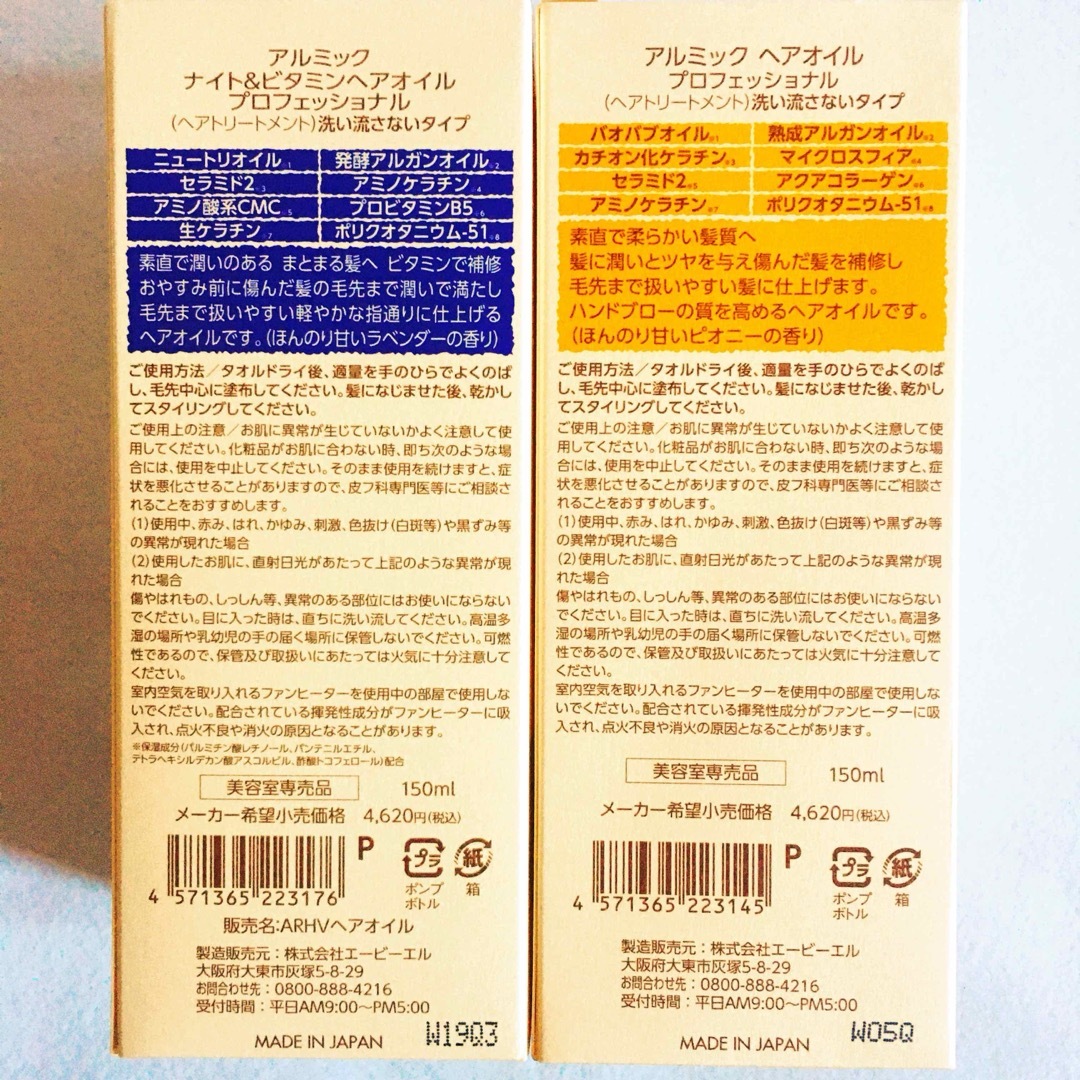 アルミック
ナイト&ビタミンヘアオイル
プロフェッショナル
(ヘアトリートメント)洗い流さないタイプ
ニュートリオイル※1 発酵アルガンオイル※2
セラミド2※3 アミノケラチン※4
アミノ酸系CMC※5 プロビタミンB5※6
生ケラチン※7 ポリクオタニウム-51※8
素直で潤いのある まとまる髪へ ビタミンで補修
おやすみ前に傷んだ髪の毛先まで潤いで満たし
毛先まで扱いやすい軽やかな指通りに仕上げる
ヘアオイルです。(ほんのり甘いラベンダーの香り)
ご使用方法/タオルドライ後、適量を手のひらでよくのば
し、毛先中心に塗布してください。髪になじませた後、乾かし
てスタイリングしてください。
ご使用上の注意/お肌に異常が生じていないかよく注意して使
用してください。化粧品がお肌に合わない時、即ち次のような場
合には、使用を中止してください。そのまま使用を続けますと、症
状を悪化させることがありますので、皮フ科専門医等にご相談さ
れることをおすすめします。
(1)使用中、赤み、はれ、かゆみ、刺激、色抜け(白斑等)や黒ずみ等
の異常が現れた場合
(2)使用したお肌に、直射日光があたって上記のような異常が現
れた場合
傷やはれもの、しっしん等、異常のある部位にはお使いにならない
でください。目に入った時は、直ちに洗い流してください。高温多
湿の場所や乳幼児の手の届く場所に保管しないでください。可燃
性であるので、保管及び取扱いにあたっては火気に十分注意して
ください。
室内空気を取り入れるファンヒーターを使用中の部屋で使用しな
いでください。配合されている揮発性成分がファンヒーターに吸
入され、点火不良や消火の原因となることがあります。
※保湿成分(パルミチン酸レチノール、パンテニルエチル、
テトラヘキシルデカン酸アスコルビル、酢酸トコフェロール)配合
美容室専売品 150ml
メーカー希望小売価格 4,620円(税込)
P
プラ 紙
ポンプ
ボトル
箱
4 571365 223176
販売名:ARHVヘアオイル
製造販売元:株式会社エービーエル
大阪府大東市灰塚5-8-29
お問合わせ先:0800-888-4216
受付時間:平日AM9:00〜PM5:00
MADE IN JAPAN
W19Q3
アルミック ヘアオイル
プロフェッショナル
(ヘアトリートメント)洗い流さないタイプ
バオバブオイル※1 熟成アルガンオイル※2
カチオン化ケラチン※3 マイクロスフィア※4
セラミド2※5 アクアコラーゲン※6
アミノケラチン※7 ポリクオタニウム-51※8
素直で柔らかい髪質へ
髪に潤いとツヤを与え傷んだ髪を補修し
毛先まで扱いやすい髪に仕上げます。
ハンドブローの質を高めるヘアオイルです。
(ほんのり甘いピオニーの香り)
ご使用方法/タオルドライ後、適量を手のひらでよくのば
し、毛先中心に塗布してください。髪になじませた後、乾かし
てスタイリングしてください。
ご使用上の注意/お肌に異常が生じていないかよく注意して使
用してください。化粧品がお肌に合わない時、即ち次のような場
合には、使用を中止してください。そのまま使用を続けますと、症
状を悪化させることがありますので、皮フ科専門医等にご相談さ
れることをおすすめします。
(1)使用中、赤み、はれ、かゆみ、刺激、色抜け(白斑等)や黒ずみ等
の異常が現れた場合
(2)使用したお肌に、直射日光があたって上記のような異常が現
れた場合
傷やはれもの、しっしん等、異常のある部位にはお使いにならない
でください。目に入った時は、直ちに洗い流してください。高温多
湿の場所や乳幼児の手の届く場所に保管しないでください。可燃
性であるので、保管及び取扱いにあたっては火気に十分注意して
ください。
室内空気を取り入れるファンヒーターを使用中の部屋で使用しな
いでください。配合されている揮発性成分がファンヒーターに吸
入され、点火不良や消火の原因となることがあります。
美容室専売品 150ml
メーカー希望小売価格 4,620円(税込)
P
プラ 紙
ポンプ
ボトル
箱
4 571365 223145
製造販売元:株式会社エービーエル
大阪府大東市灰塚5-8-29
お問合わせ先:0800-888-4216
受付時間:平日AM9:00〜PM5:00
MADE IN JAPAN
W05Q